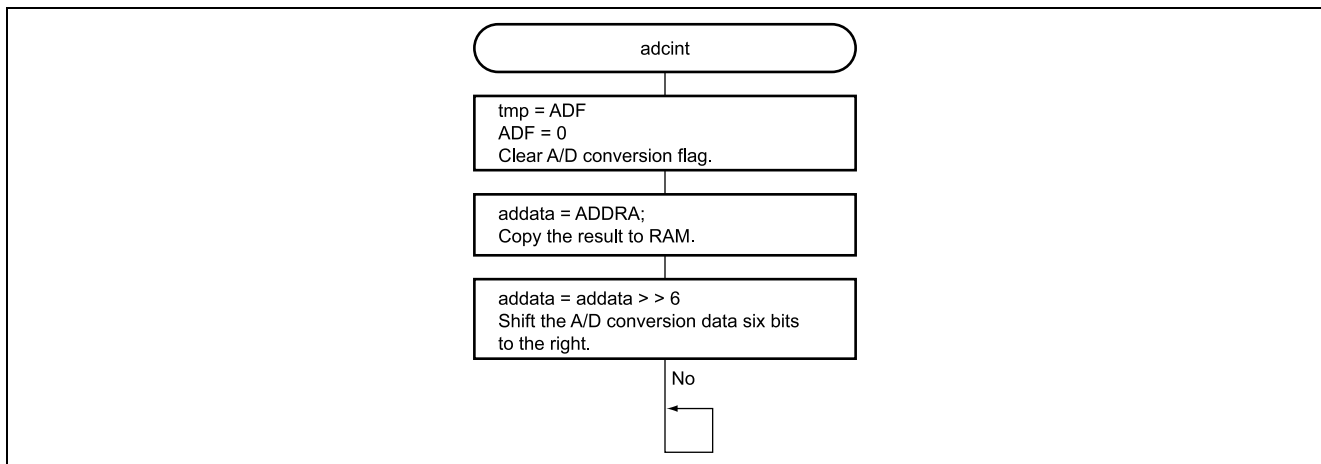 adcint
tmp = ADF
ADF = 0
Clear A/D conversion flag.
addata = ADDRA;
Copy the result to RAM.
addata = addata > > 6
Shift the A/D conversion data six bits
to the right.
No